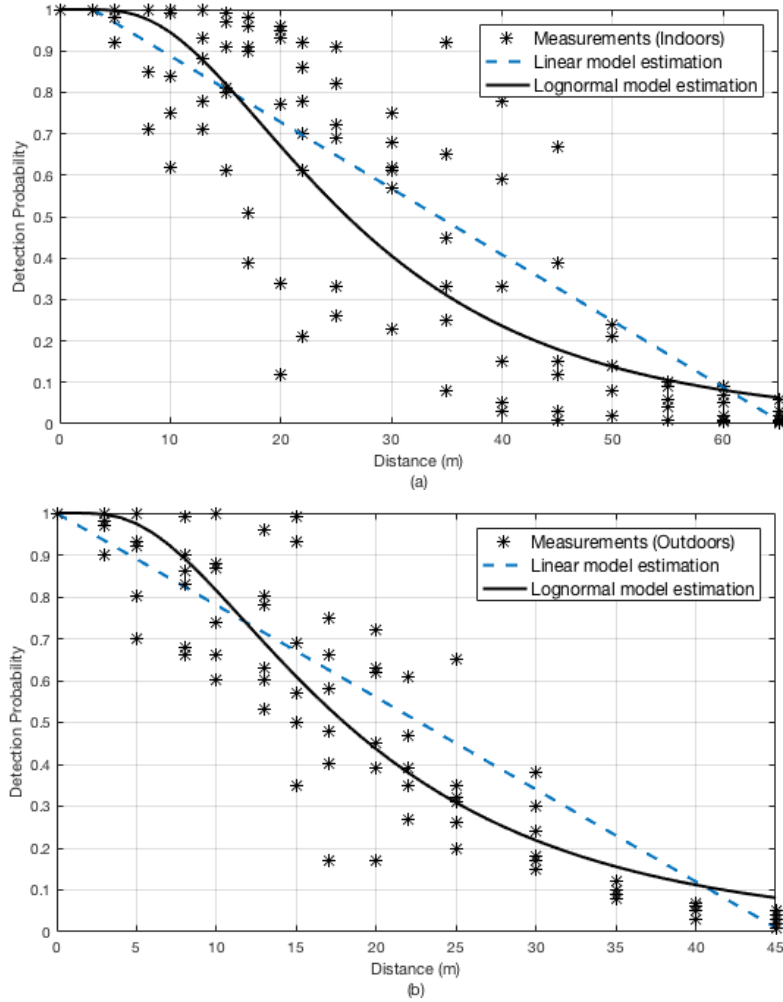 1
0.9
0.8
0.7
0.6
0.5
0.4
0.3
0.2
0.1
0
Detection Probability
Measurements (Indoors)
Linear model estimation
Lognormal model estimation
0 10 20 30 40 50 60
Distance (m)
(a)
1
0.9
0.8
0.7
0.6
0.5
0.4
0.3
0.2
0.1
0
Detection Probability
Measurements (Outdoors)
Linear model estimation
Lognormal model estimation
0 5 10 15 20 25 30 35 40 45
Distance (m)
(b)